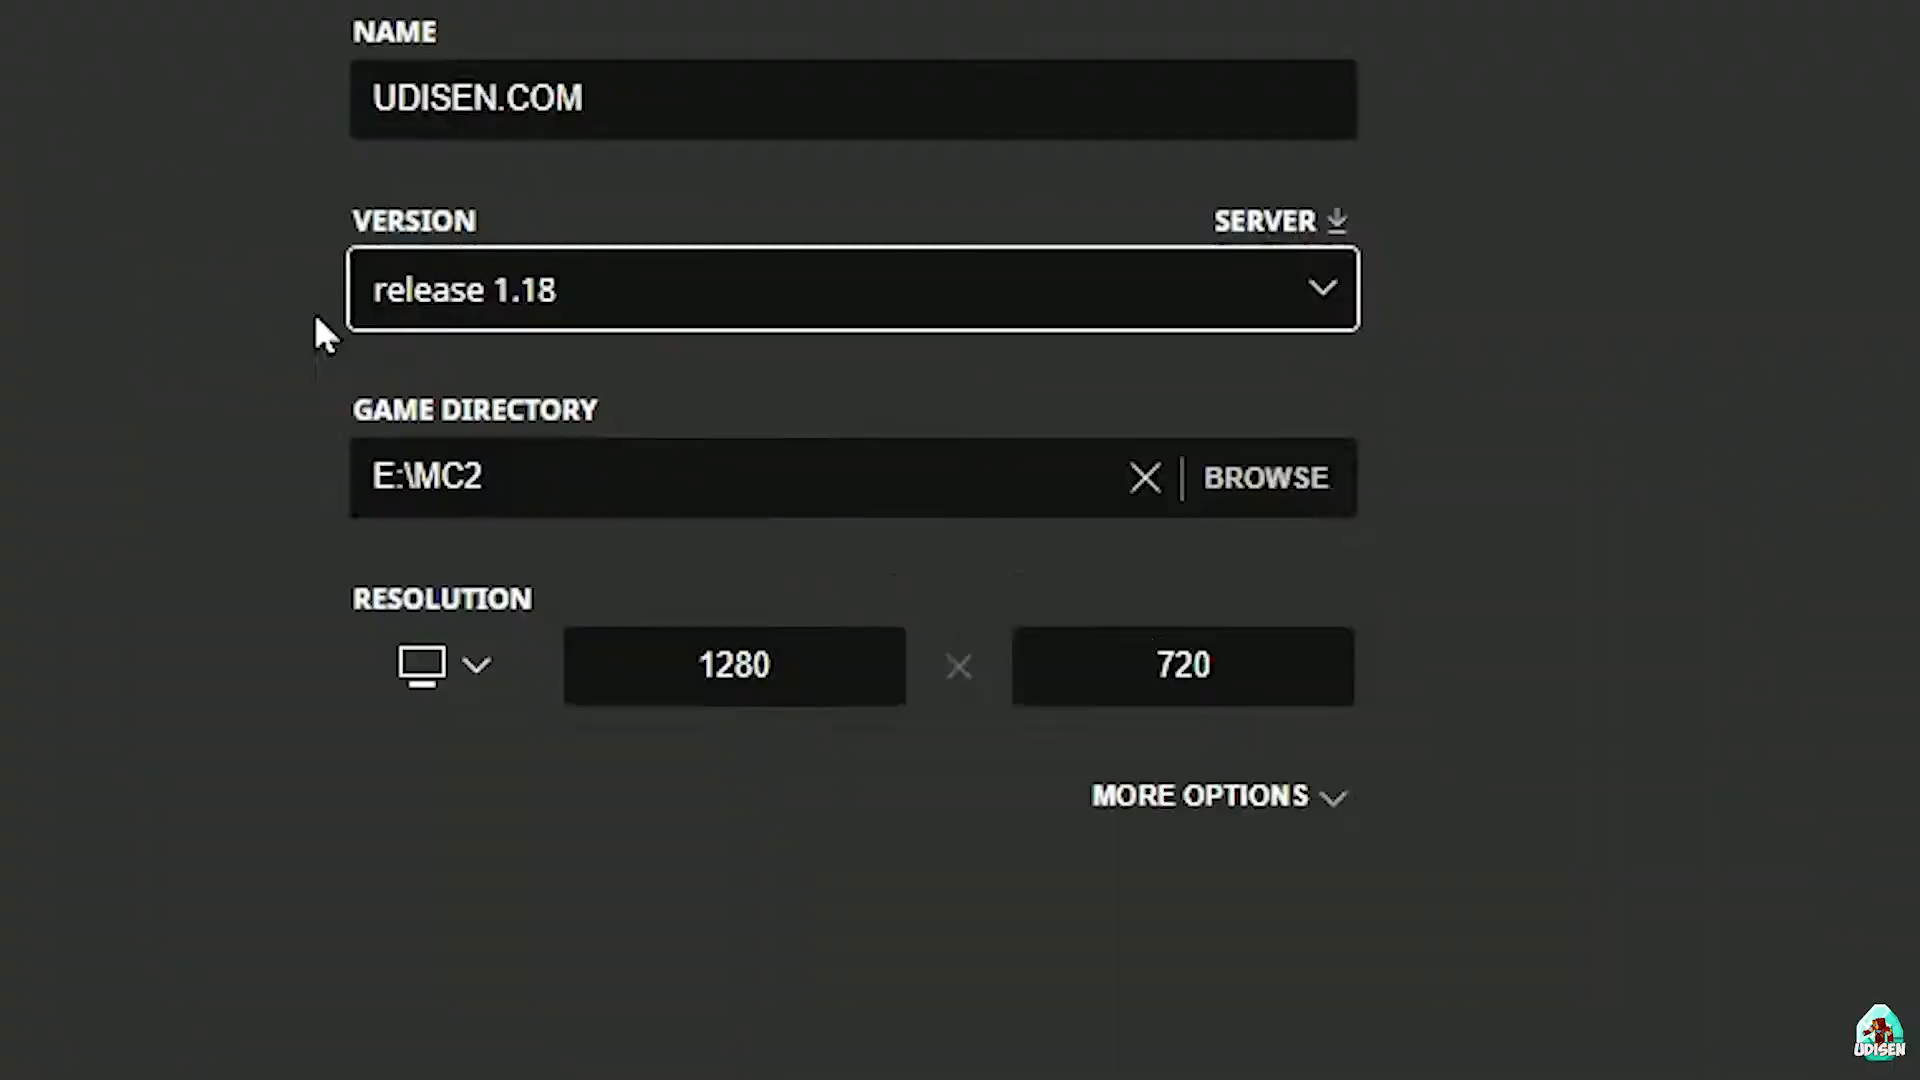 NAME
UDISEN.COM
VERSION
SERVER
release 1.18
GAME DIRECTORY
E:\MC2
BROWSE
RESOLUTION
1280
720
MORE OPTIONS
UDISEN